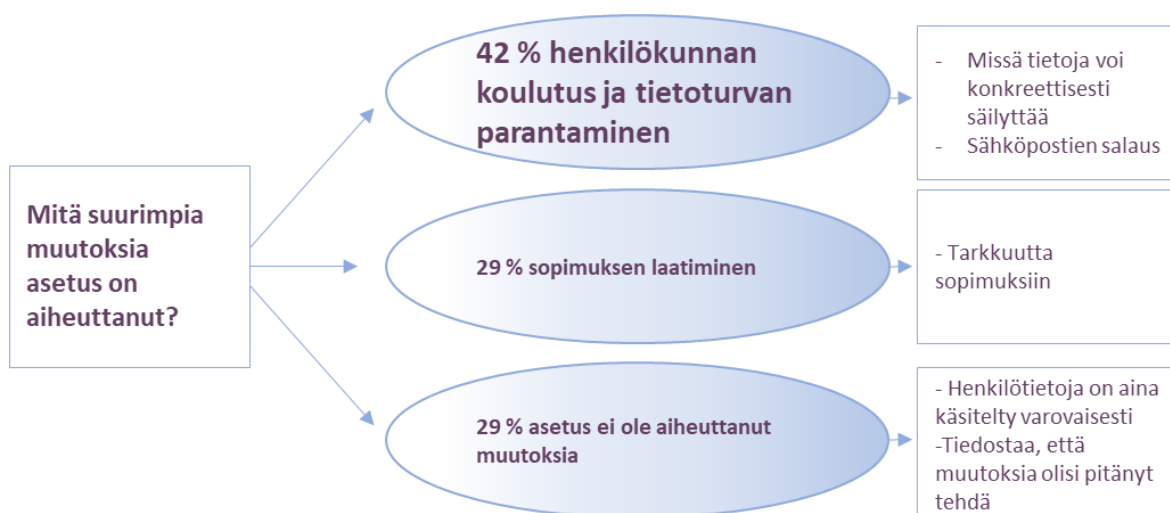 Mitä suurimpia
muutoksia
asetus on
aiheuttanut?
42 % henkilökunnan
koulutus ja tietoturvan
parantaminen
- Missä tietoja voi
konkreettisesti
säilyttää
- Sähköpostien salaus
29 % sopimuksen laatiminen
- Tarkkuutta
sopimuksiin
29 % asetus ei ole aiheuttanut
muutoksia
- Henkilötietoja on aina
käsitelty varovaisesti
-Tiedostaa, että
muutoksia olisi pitänyt
tehdä